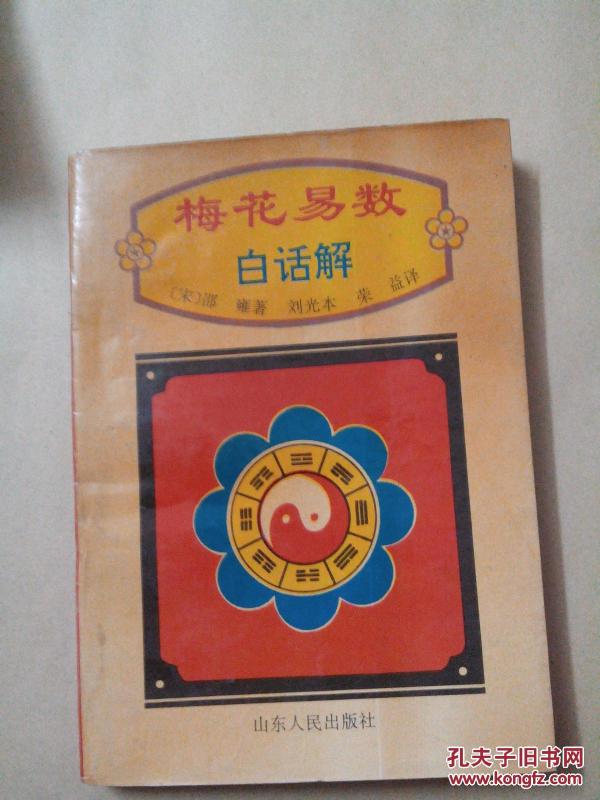 梅花易数
白话解
〔宋〕邵 雍著 刘光本 荣 益译
山东人民出版社
孔夫子旧书网
www.kongfz.com